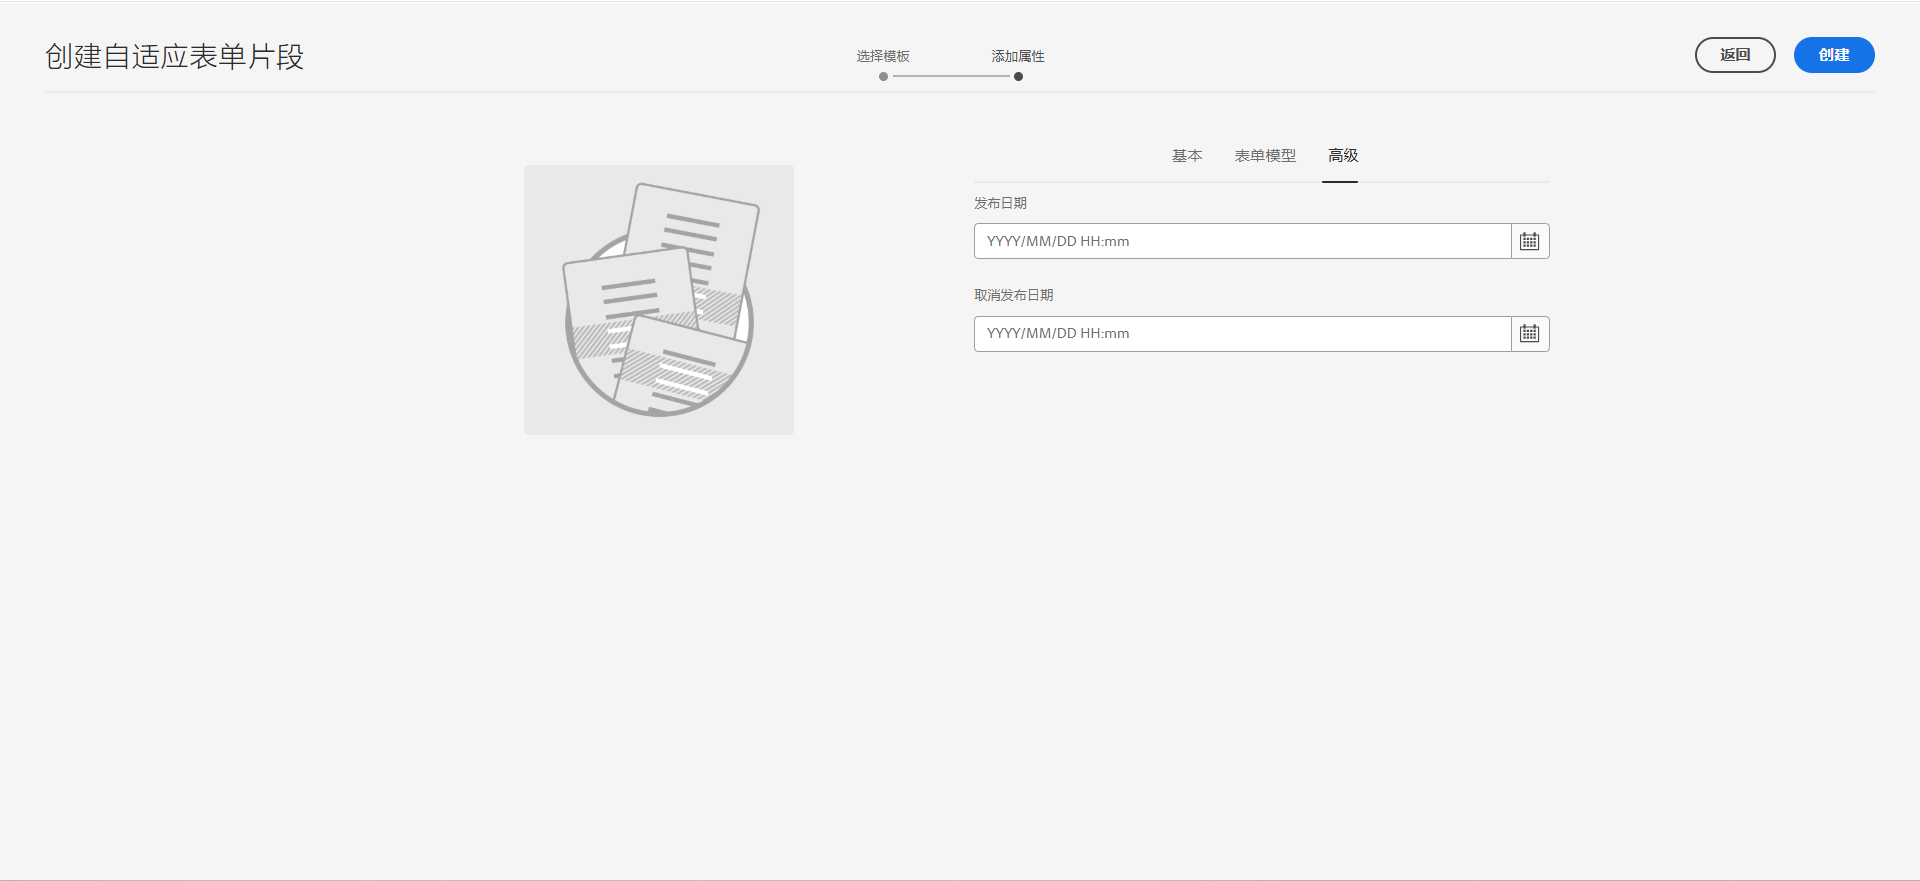 创建自适应表单片段
选择模板
添加属性
返回
创建
基本
表单模型
高级
发布日期
YYYY/MM/DD HH:mm
取消发布日期
YYYY/MM/DD HH:mm